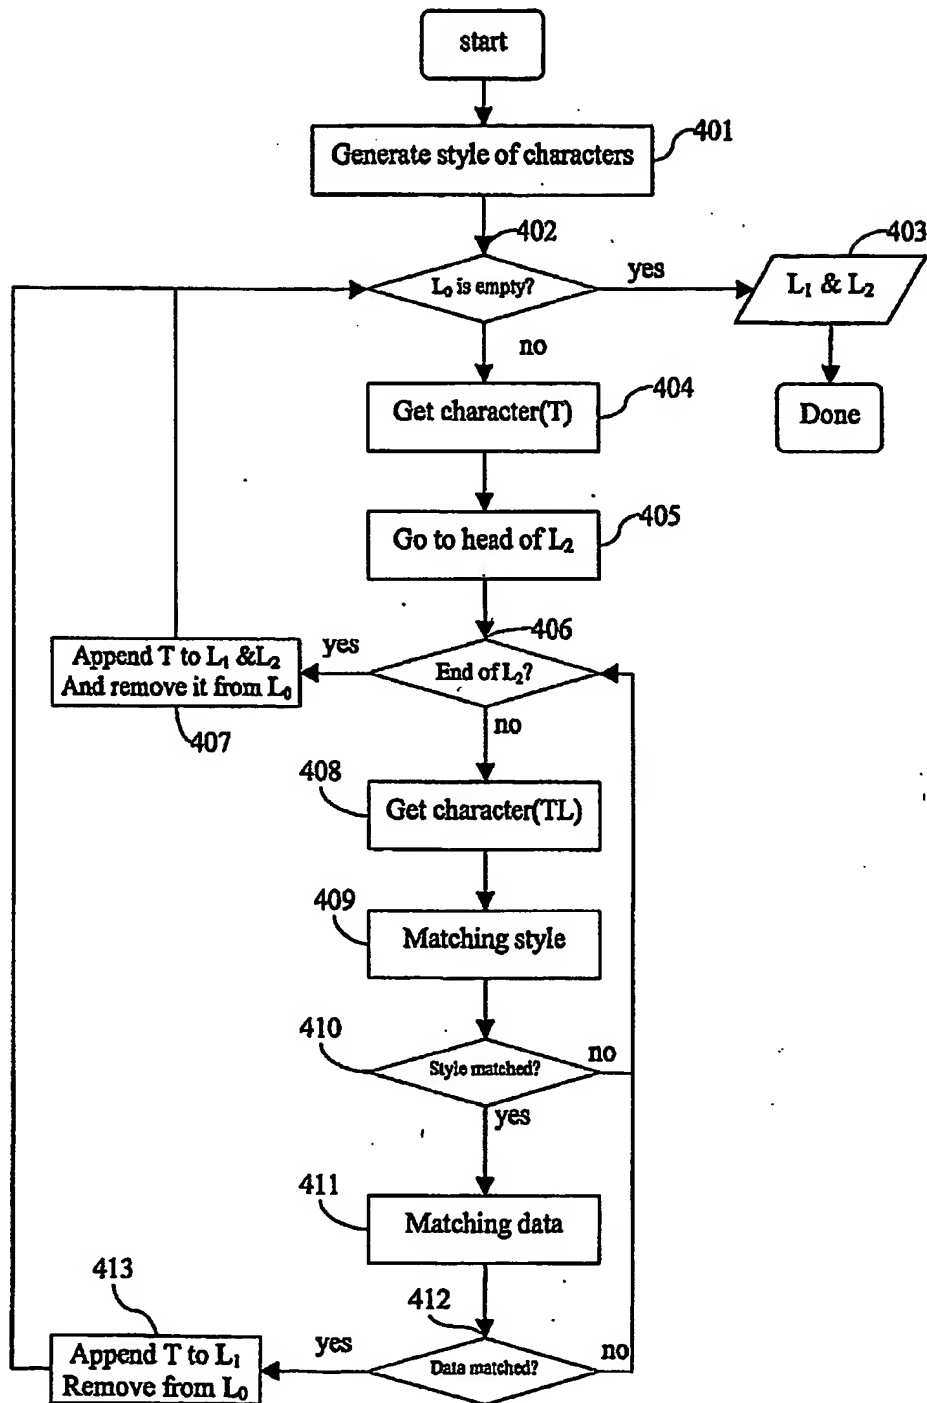 start
401
Generate style of characters
402
403
L₀ is empty?
yes
L₁ & L₂
no
404
Get character(T)
Done
405
Go to head of L₂
406
yes
Append T to L₁ &L₂
And remove it from L₀
End of L₂?
407
no
408
Get character(TL)
409
Matching style
410
Style matched?
no
yes
411
Matching data
413
412
Append T to L₁
Remove from L₀
yes
Data matched?
no